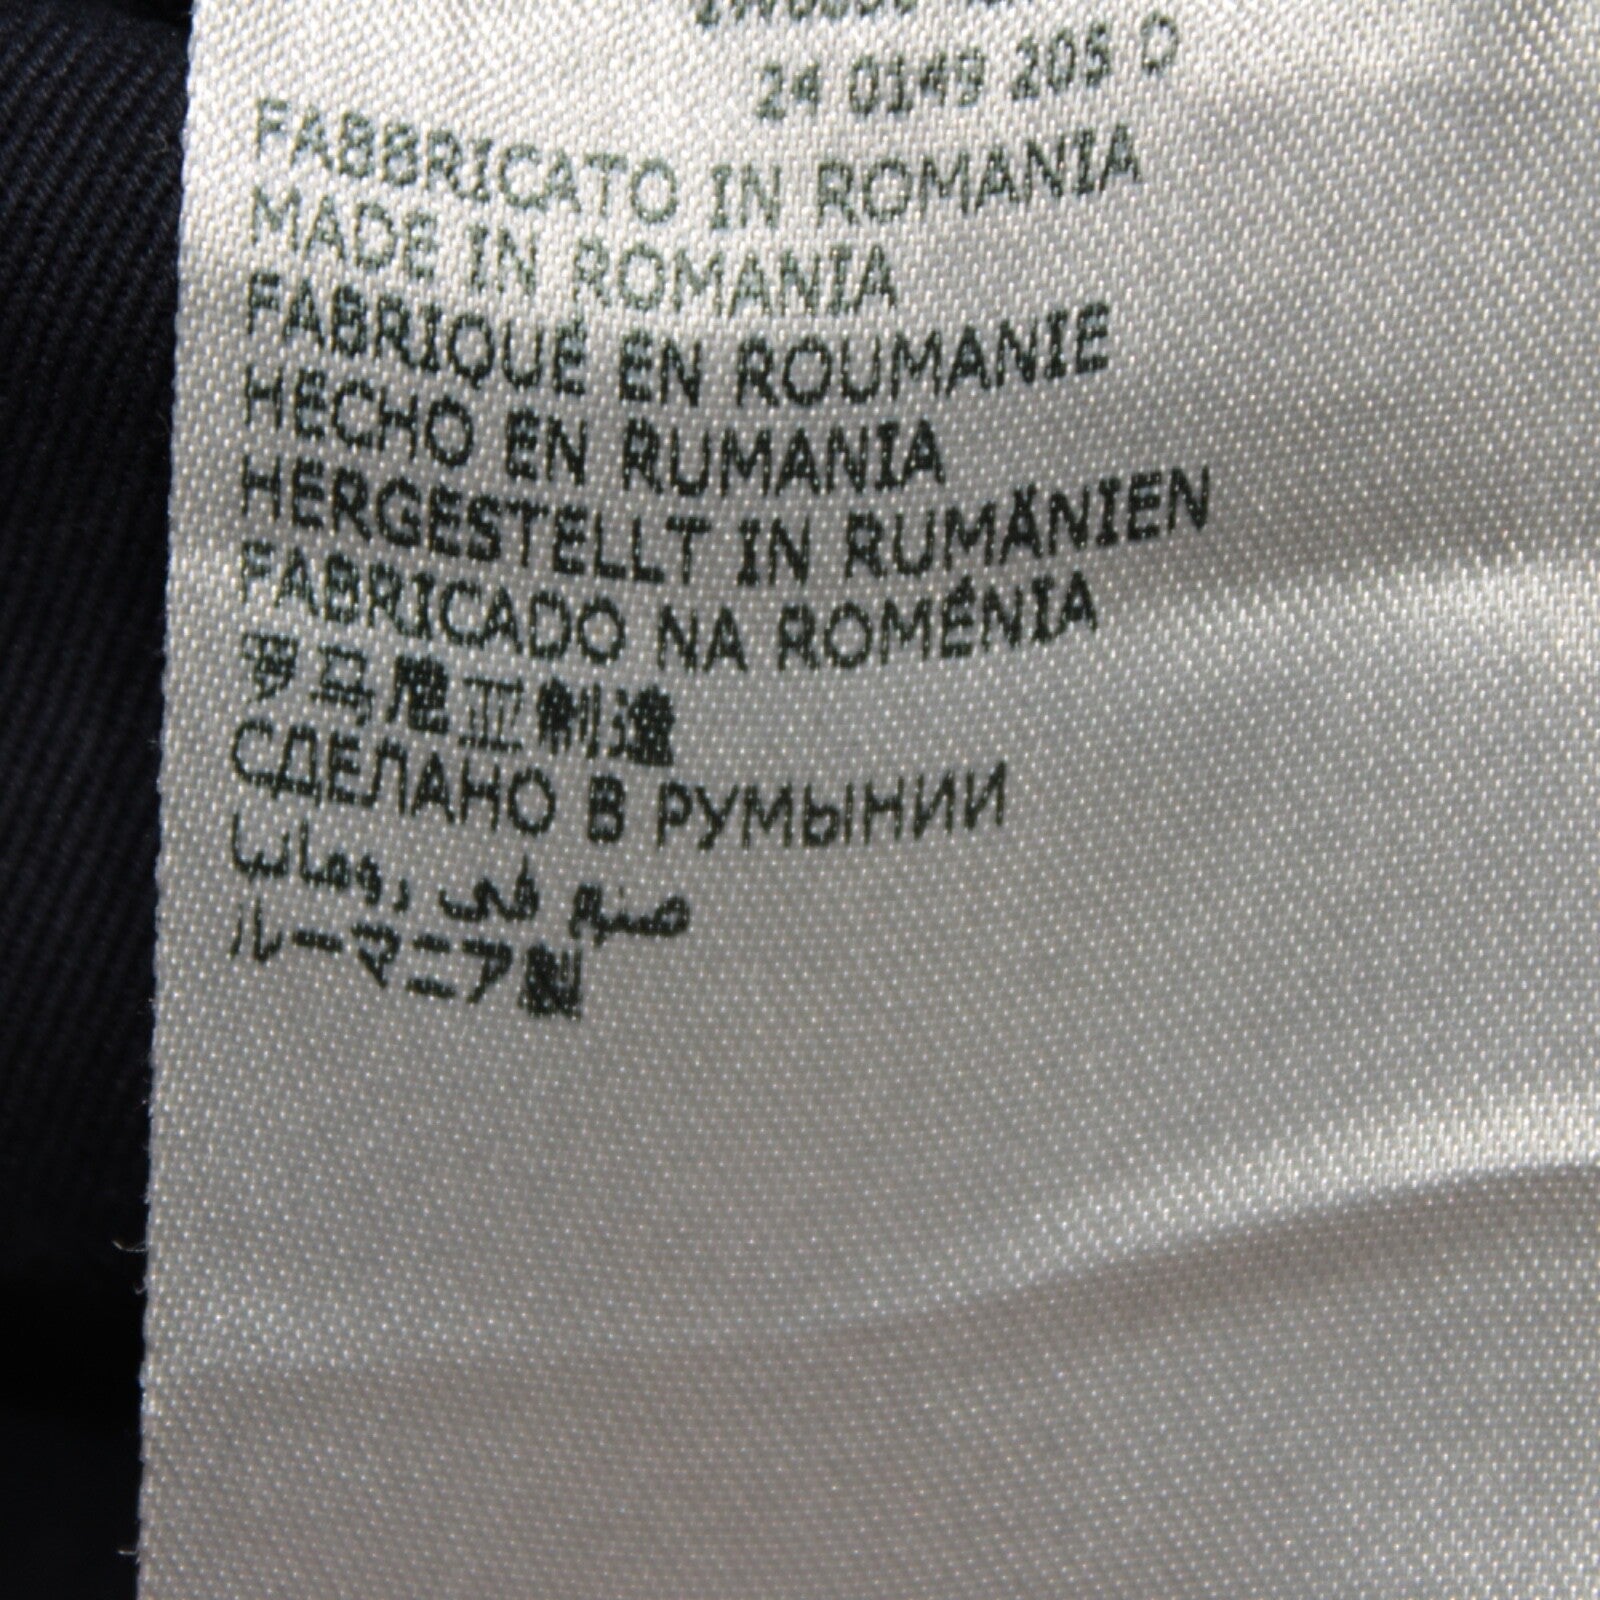 24 0149 205 D
FABBRICATO IN ROMANIA
MADE IN ROMANIA
FABRIQUÉ EN ROUMANIE
HECHO EN RUMANIA
HERGESTELLT IN RUMÄNIEN
FABRICADO NA ROMÉNIA
罗马尼亚制造
СДЕЛАНО В РУМЫНИИ
صنع في رومانيا
ルーマニア製